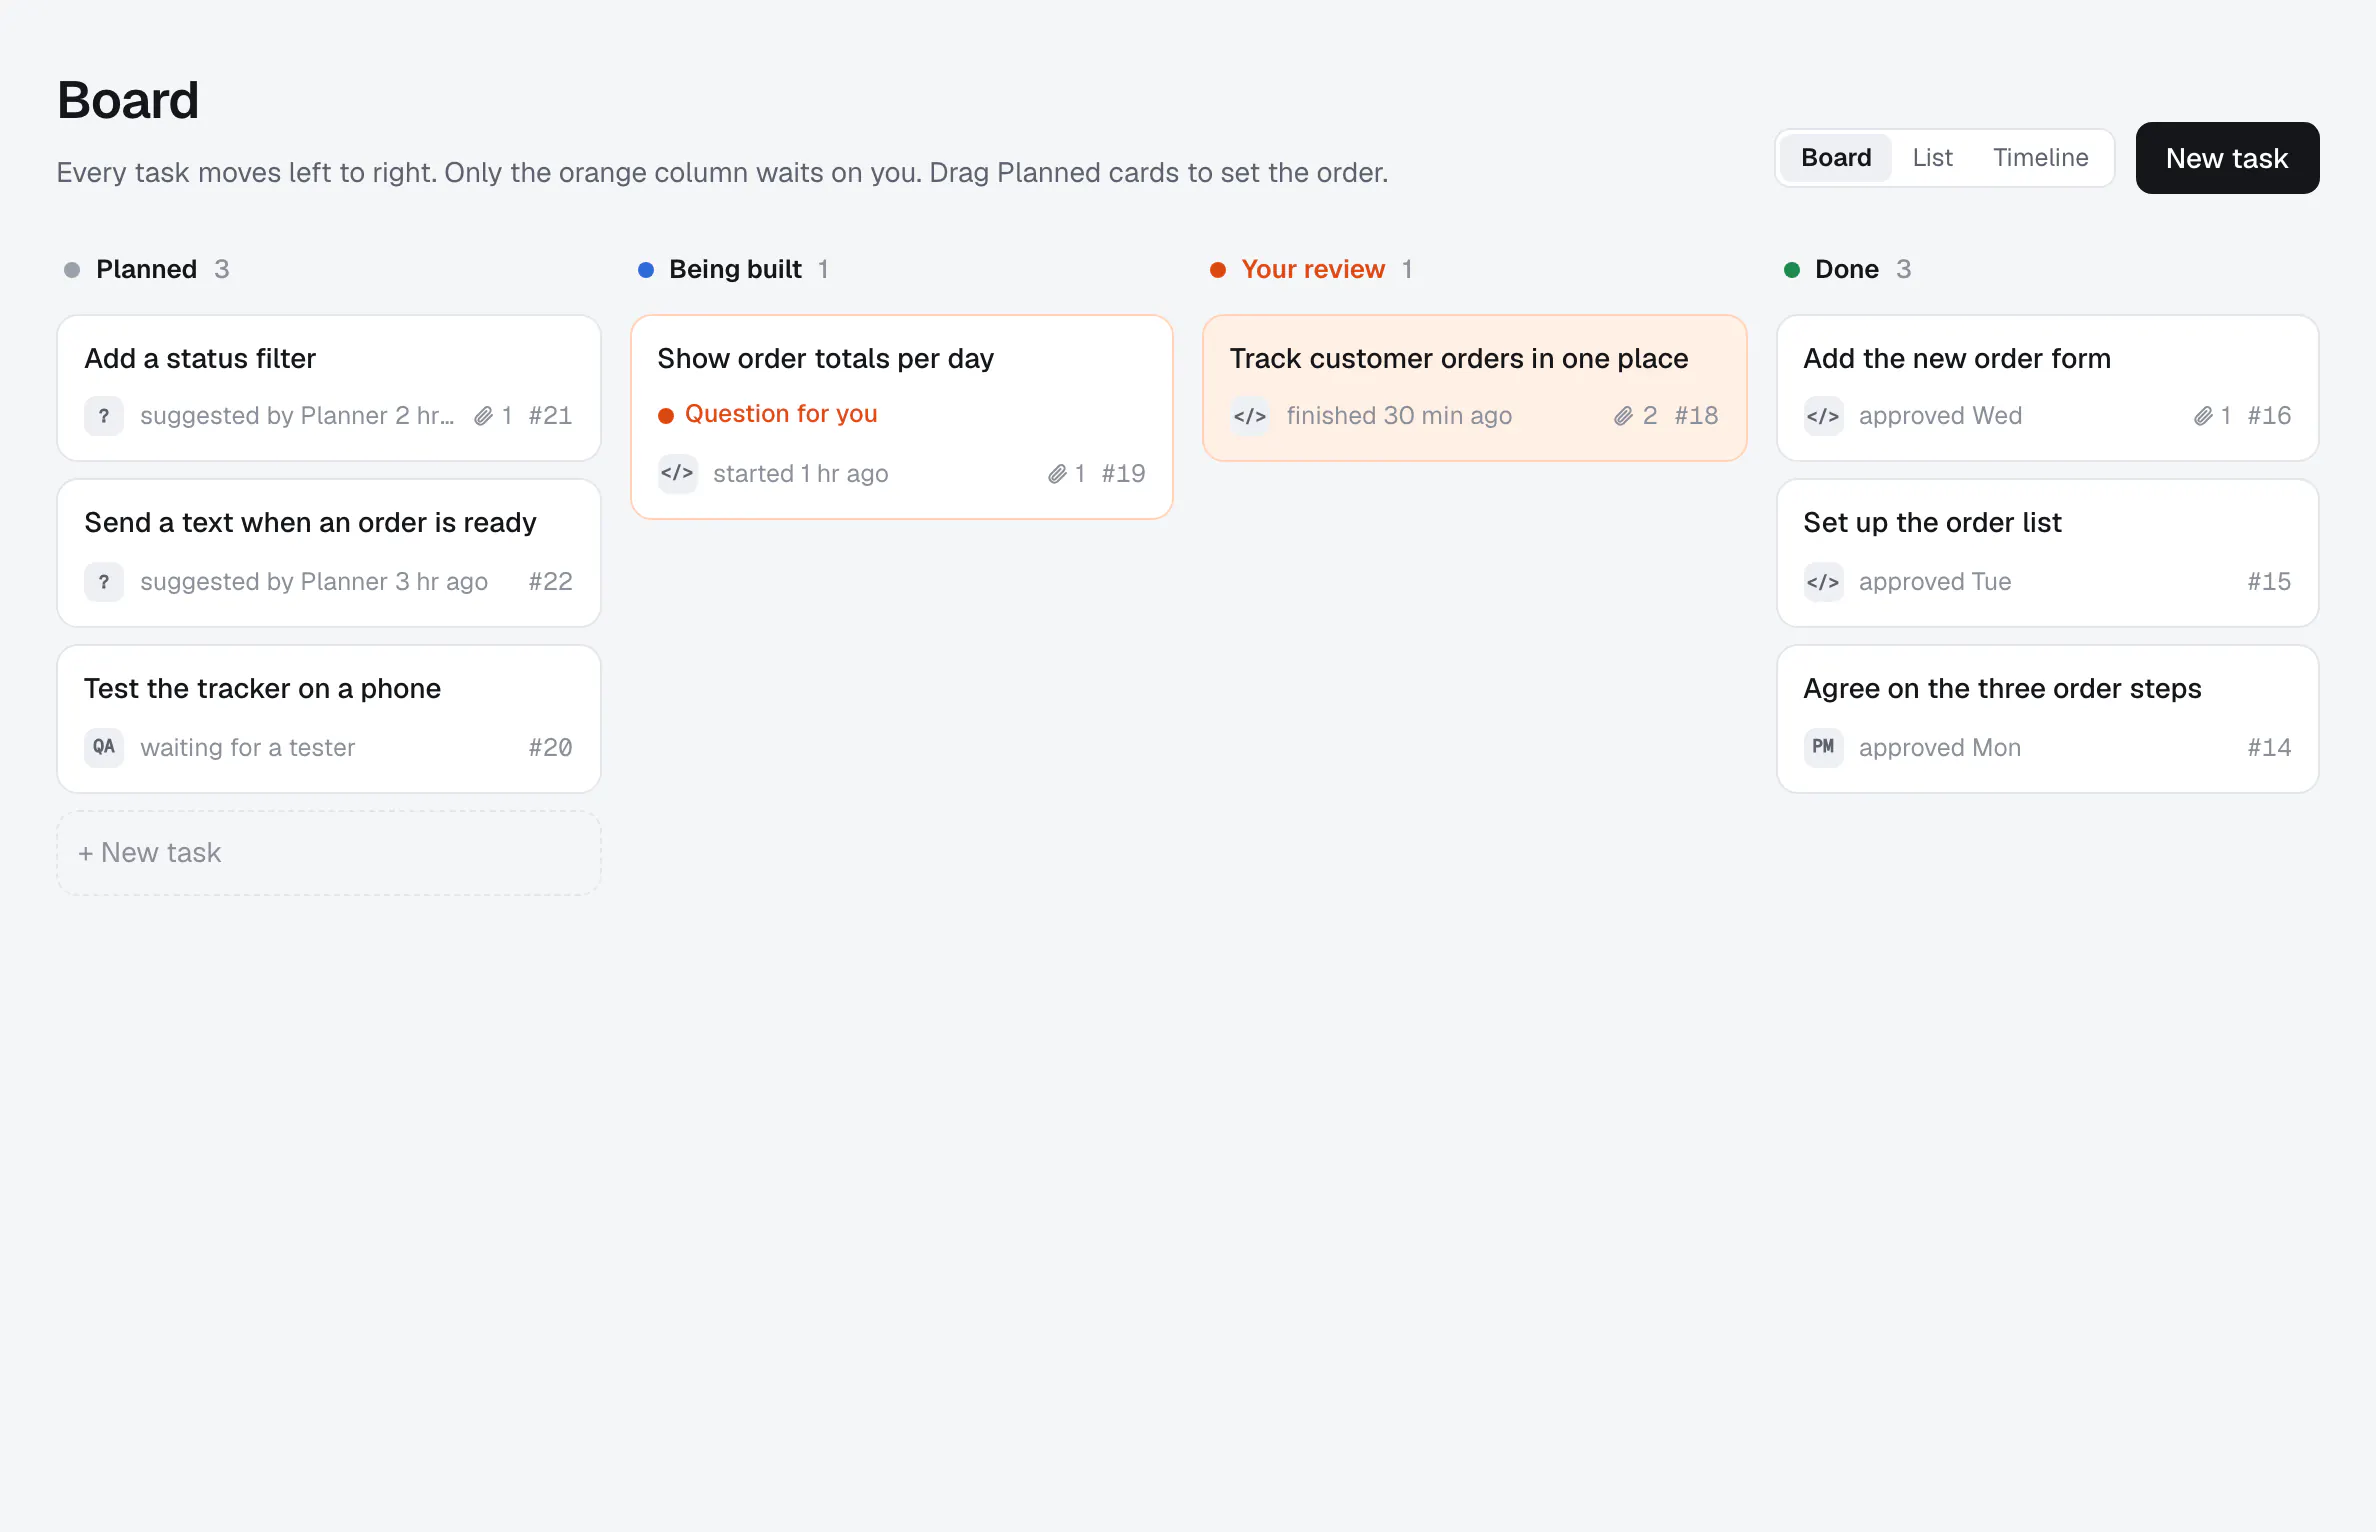 Board
Every task moves left to right. Only the orange column waits on you. Drag Planned cards to set the order.
Board List Timeline
New task
Planned 3
Add a status filter
? suggested by Planner 2 hr... 1 #21
Send a text when an order is ready
? suggested by Planner 3 hr ago #22
Test the tracker on a phone
QA waiting for a tester #20
+ New task
Being built 1
Show order totals per day
Question for you
</> started 1 hr ago 1 #19
Your review 1
Track customer orders in one place
</> finished 30 min ago 2 #18
Done 3
Add the new order form
</> approved Wed 1 #16
Set up the order list
</> approved Tue #15
Agree on the three order steps
PM approved Mon #14